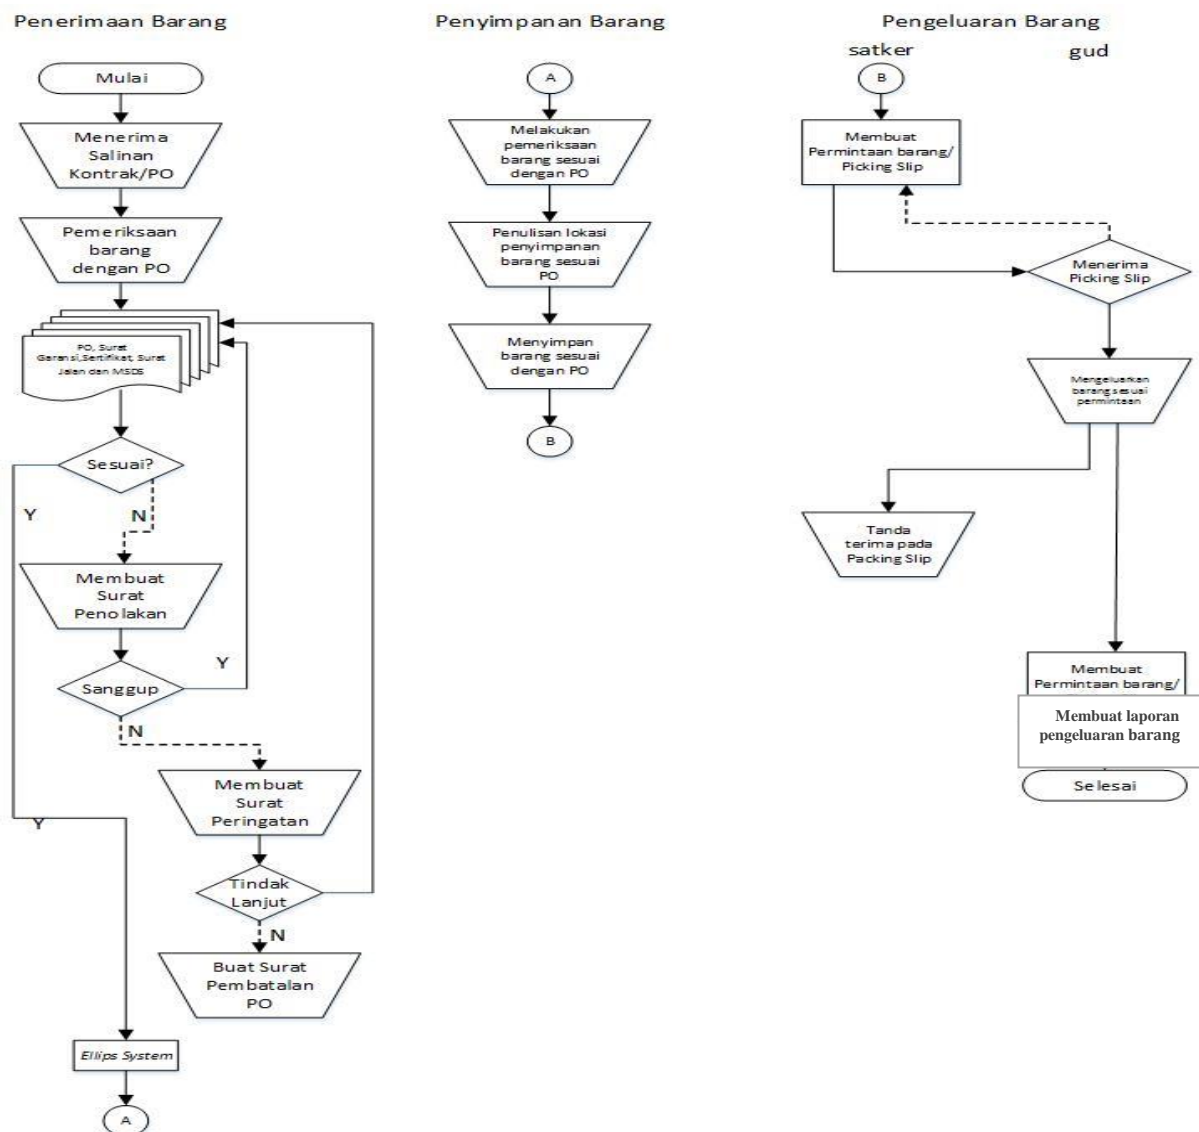 Penerimaan Barang
Mulai
Menerima
Salinan
Kontrak/PO
Pemeriksaan
barang
dengan PO
PO, Surat
Garansi,Sertifikat, Surat
Jalan dan MSDS
Sesuai?
Y
N
Membuat
Surat
Penolakan
Y
Sanggup
N
Membuat
Surat
Peringatan
Y
Tindak
Lanjut
N
Buat Surat
Pembatalan
PO
Ellips System
A
Penyimpanan Barang
A
Melakukan
pemeriksaan
barang sesuai
dengan PO
Penulisan lokasi
penyimpanan
barang sesuai
PO
Menyimpan
barang sesuai
dengan PO
B
Pengeluaran Barang
satker
gud
B
Membuat
Permintaan barang/
Picking Slip
Menerima
Picking Slip
Mengeluarkan
barang sesuai
permintaan
Tanda
terima pada
Packing Slip
Membuat
Permintaan barang/
Membuat laporan
pengeluaran barang
Selesai